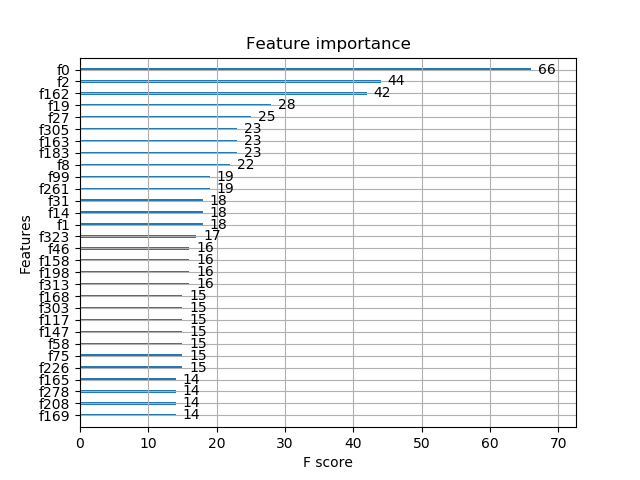 Feature importance
Features
f0 66
f2 44
f162 42
f19 28
f27 25
f305 23
f163 23
f183 23
f8 22
f99 19
f261 19
f31 18
f14 18
f1 18
f323 17
f46 16
f158 16
f198 16
f313 16
f168 15
f303 15
f117 15
f147 15
f58 15
f75 15
f226 15
f165 14
f278 14
f208 14
f169 14
0 10 20 30 40 50 60 70
F score